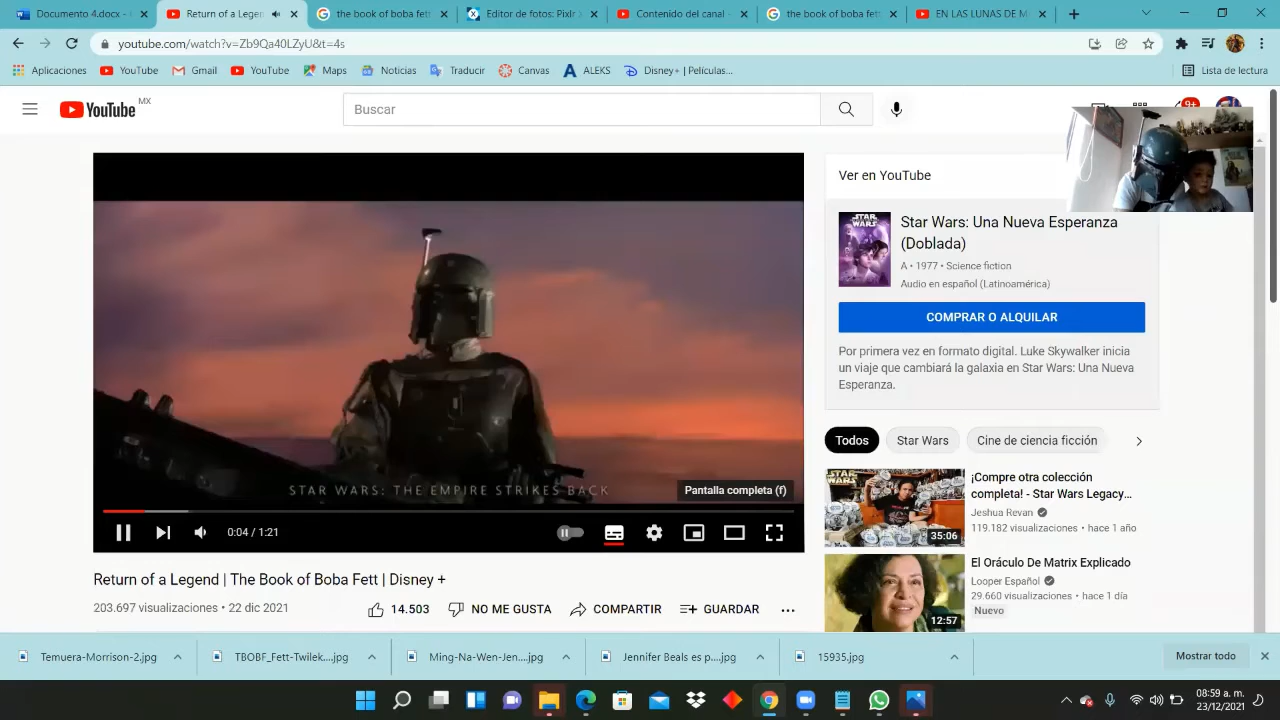 Documento 4.docx -
Return of a Legen
the book of boba fett
Editor de fotos: Pixlr X
Contenido del canal -
the book of boba fett
EN LAS LUNAS DE M
youtube.com/watch?v=Zb9Qa40LZyU&t=4s
Aplicaciones
YouTube
Gmail
YouTube
Maps
Noticias
Traducir
Canvas
ALEKS
Disney+ | Películas...
Lista de lectura
YouTube MX
Buscar
9+
STAR WARS: THE EMPIRE STRIKES BACK
Pantalla completa (f)
0:04 / 1:21
Return of a Legend | The Book of Boba Fett | Disney +
203.697 visualizaciones • 22 dic 2021
14.503
NO ME GUSTA
COMPARTIR
GUARDAR
Ver en YouTube
STAR WARS
Star Wars: Una Nueva Esperanza
(Doblada)
A • 1977 • Science fiction
Audio en español (Latinoamérica)
COMPRAR O ALQUILAR
Por primera vez en formato digital. Luke Skywalker inicia
un viaje que cambiará la galaxia en Star Wars: Una Nueva
Esperanza.
Todos
Star Wars
Cine de ciencia ficción
STAR WARS
35:06
¡Compre otra colección
completa! - Star Wars Legacy...
Jeshua Revan
119.182 visualizaciones • hace 1 año
12:57
El Oráculo De Matrix Explicado
Looper Español
29.660 visualizaciones • hace 1 día
Nuevo
Temuera-Morrison-2.jpg
TBOBF_Fett-Twilek....jpg
Ming-Na-Wen-Jen....jpg
Jennifer Beals es p....jpg
15935.jpg
Mostrar todo
08:59 a. m.
23/12/2021